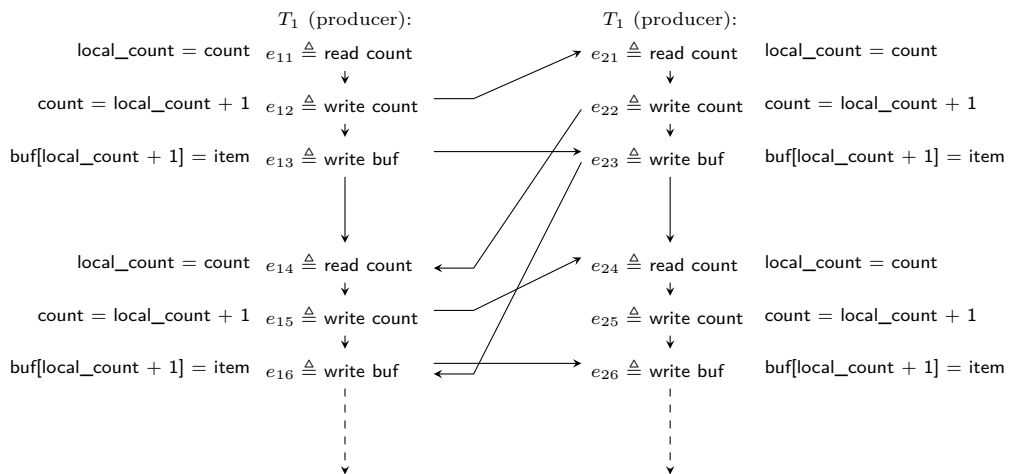 T₁ (producer): T₁ (producer):
local_count = count e₁₁ ≜ read count e₂₁ ≜ read count local_count = count
count = local_count + 1 e₁₂ ≜ write count e₂₂ ≜ write count count = local_count + 1
buf[local_count + 1] = item e₁₃ ≜ write buf e₂₃ ≜ write buf buf[local_count + 1] = item
local_count = count e₁₄ ≜ read count e₂₄ ≜ read count local_count = count
count = local_count + 1 e₁₅ ≜ write count e₂₅ ≜ write count count = local_count + 1
buf[local_count + 1] = item e₁₆ ≜ write buf e₂₆ ≜ write buf buf[local_count + 1] = item